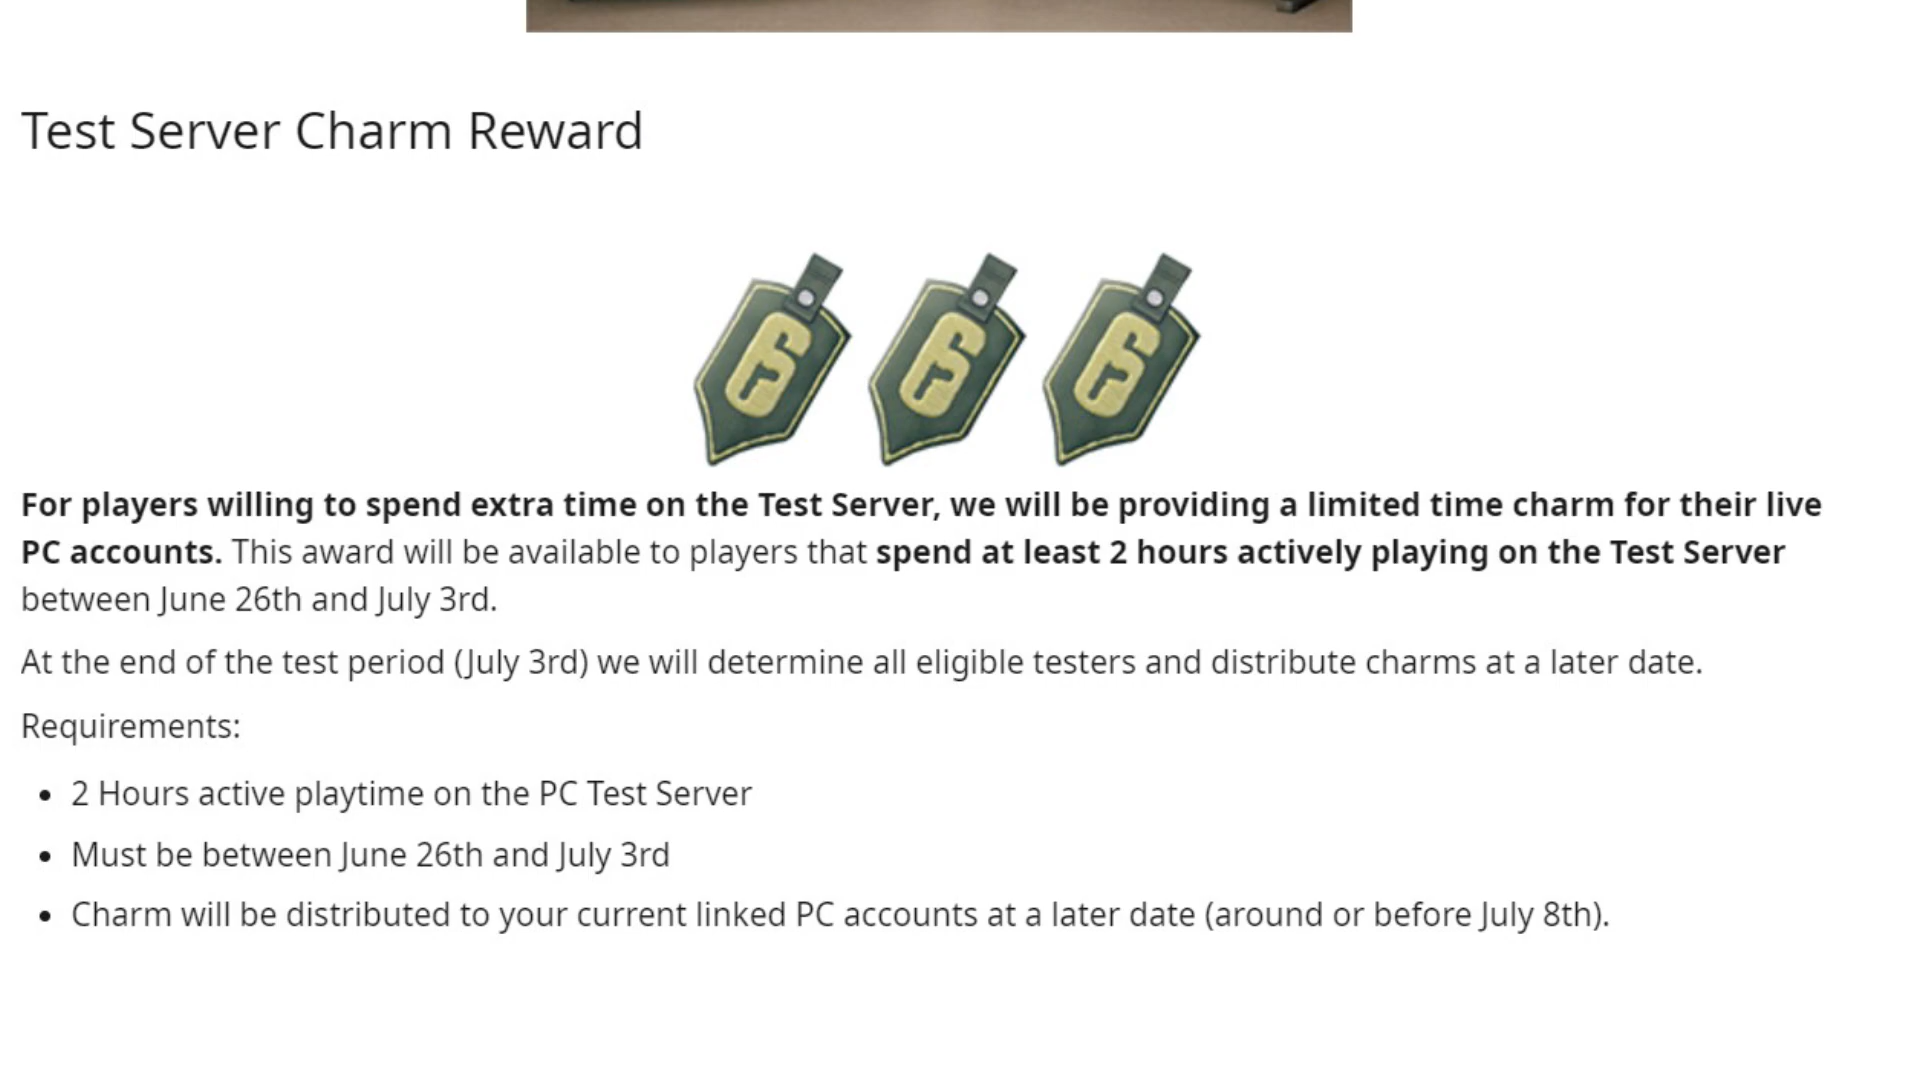 Test Server Charm Reward
6 6 6
For players willing to spend extra time on the Test Server, we will be providing a limited time charm for their live
PC accounts. This award will be available to players that spend at least 2 hours actively playing on the Test Server
between June 26th and July 3rd.
At the end of the test period (July 3rd) we will determine all eligible testers and distribute charms at a later date.
Requirements:
• 2 Hours active playtime on the PC Test Server
• Must be between June 26th and July 3rd
• Charm will be distributed to your current linked PC accounts at a later date (around or before July 8th).